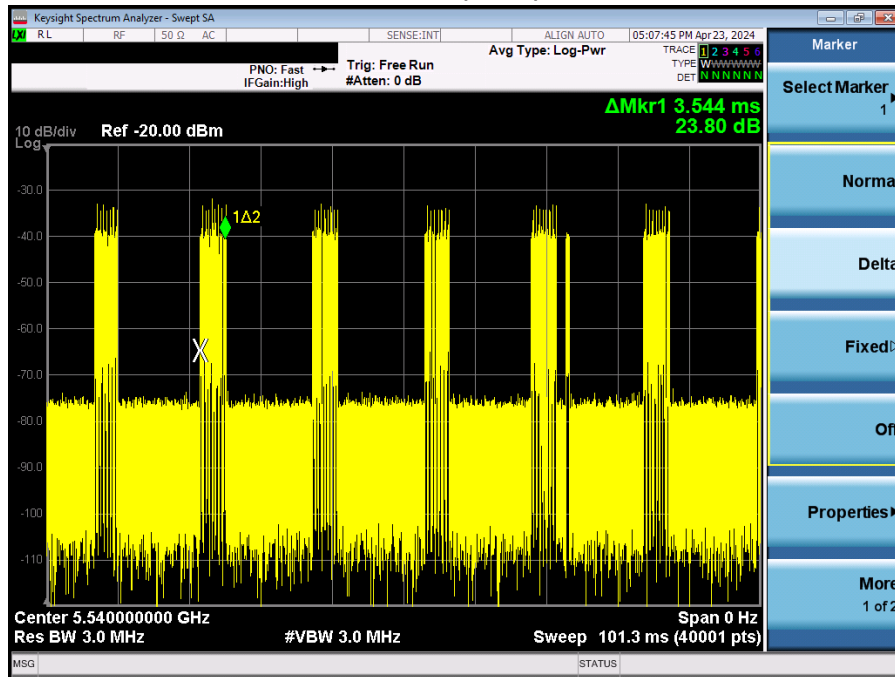 Keysight Spectrum Analyzer - Swept SA
LXI RL RF 50 Ω AC SENSE:INT ALIGN AUTO 05:07:45 PM Apr 23, 2024
Avg Type: Log-Pwr
TRACE 1 2 3 4 5 6
TYPE WWWWWW
DET N N N N N N
PNO: Fast
IFGain:High
Trig: Free Run
#Atten: 0 dB
ΔMkr1 3.544 ms
23.80 dB
10 dB/div Ref -20.00 dBm
Log
-30.0
1Δ2
-40.0
-50.0
-60.0
X
-70.0
-80.0
-90.0
-100
-110
Center 5.540000000 GHz Span 0 Hz
Res BW 3.0 MHz #VBW 3.0 MHz Sweep 101.3 ms (40001 pts)
MSG STATUS
Marker
Select Marker
1
Norma
Delta
Fixed
Off
Properties
More
1 of 2